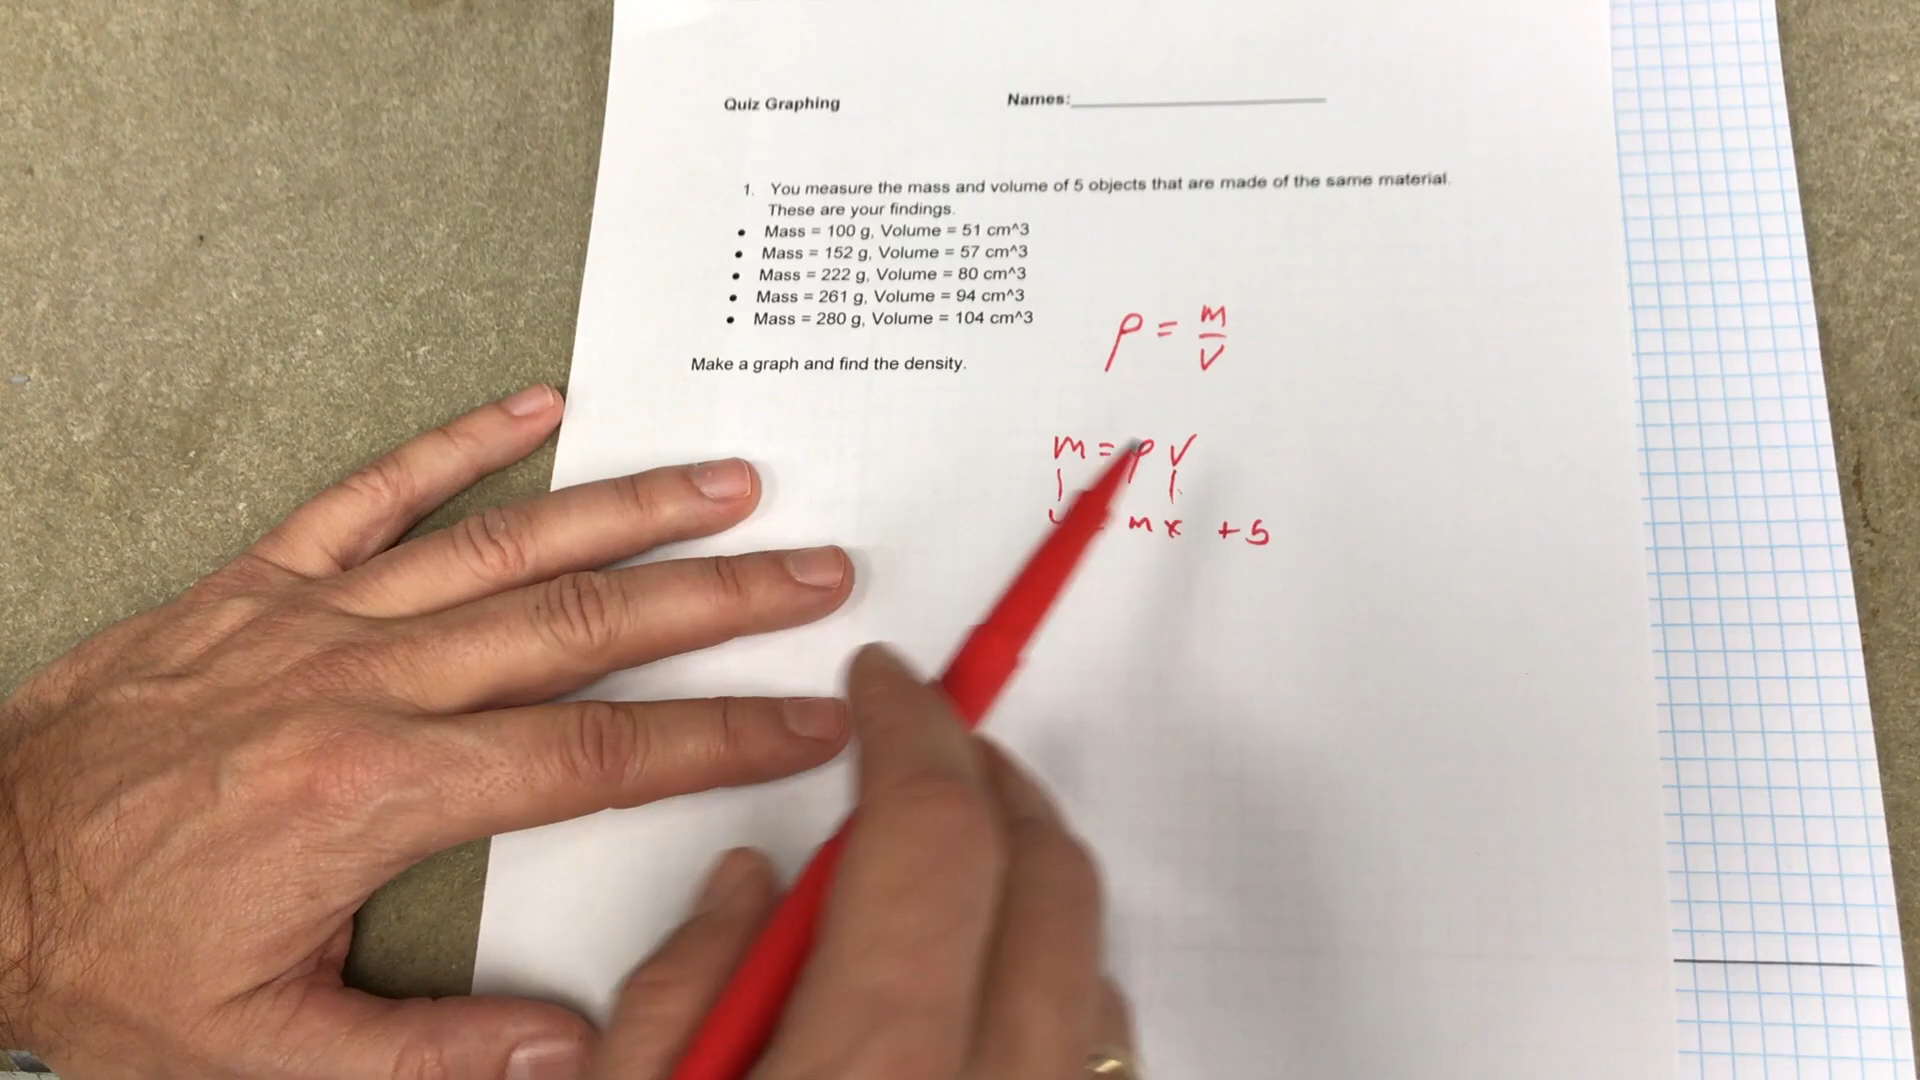 Quiz Graphing Names:
1. You measure the mass and volume of 5 objects that are made of the same material.
These are your findings.
• Mass = 100 g, Volume = 51 cm^3
• Mass = 152 g, Volume = 57 cm^3
• Mass = 222 g, Volume = 80 cm^3
• Mass = 261 g, Volume = 94 cm^3
• Mass = 280 g, Volume = 104 cm^3
ρ = m/V
Make a graph and find the density.
m = ρ V
mx + 5